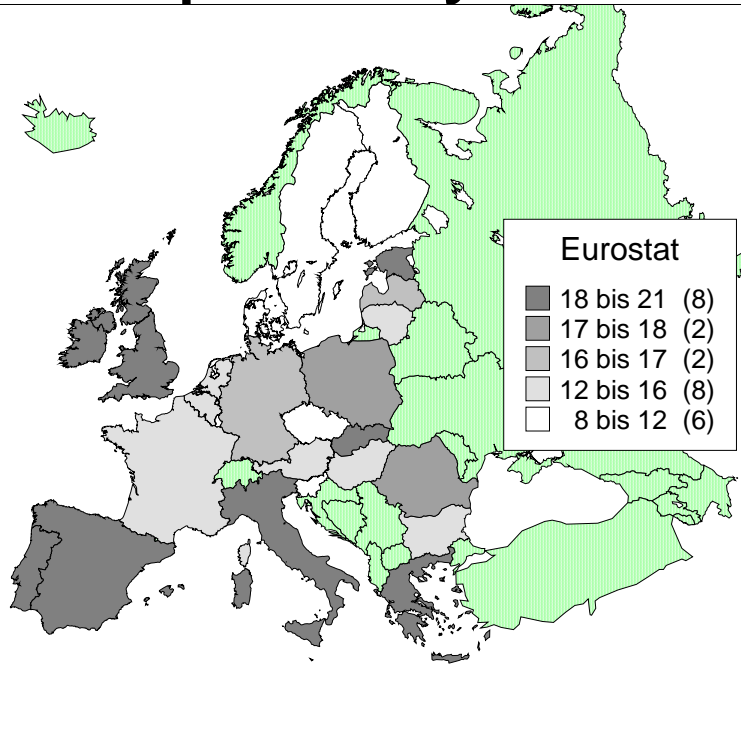 Eurostat
18 bis 21 (8)
17 bis 18 (2)
16 bis 17 (2)
12 bis 16 (8)
8 bis 12 (6)